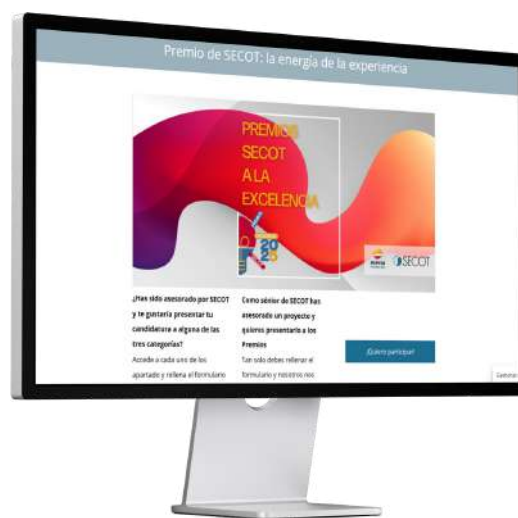 Premio de SECOT: la energía de la experiencia
PREMIOS
SECOT
A LA
EXCELENCIA
20
25
SECOT
¿Has sido asesorado por SECOT
y te gustaría presentar tu
candidatura a alguna de las
tres categorías?
Accede a cada uno de los
apartado y rellena el formulario
Como sénior de SECOT has
asesorado un proyecto y
quieres presentarlo a los
Premios
Tan solo debes rellenar el
formulario y nosotros nos
¡Quiero participar!